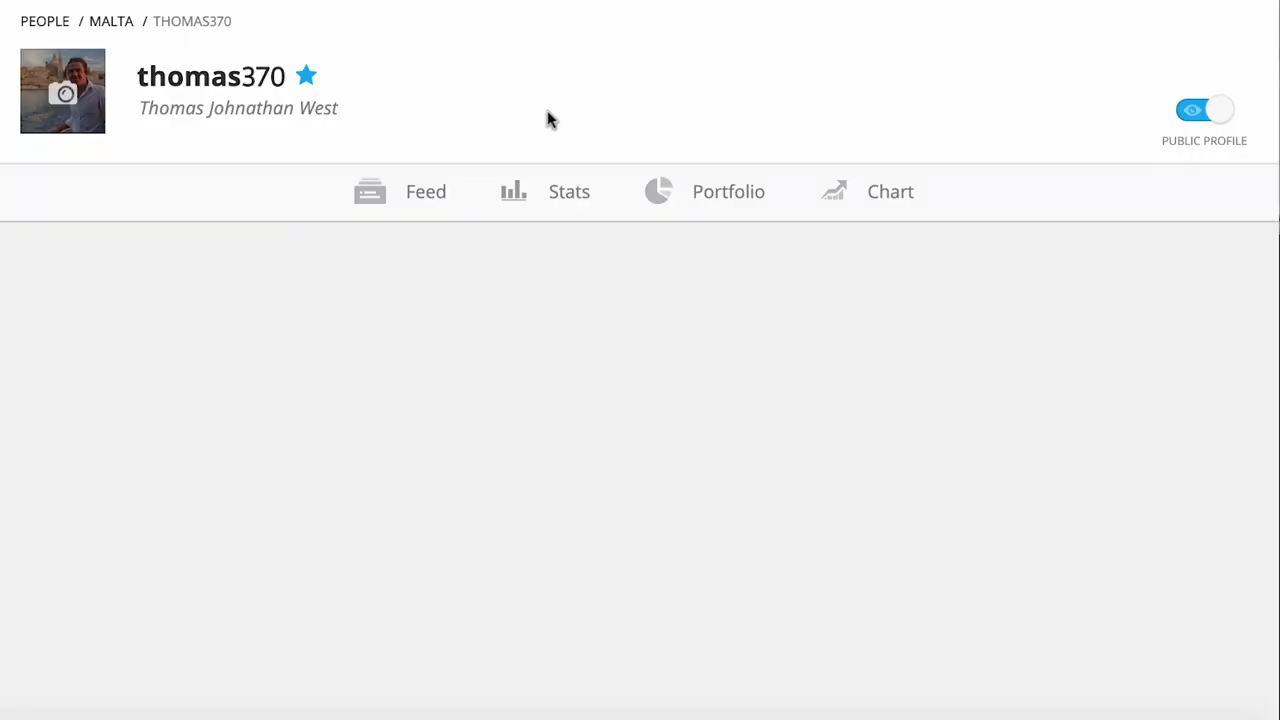 PEOPLE / MALTA / THOMAS370
thomas370
Thomas Johnathan West
PUBLIC PROFILE
Feed Stats Portfolio Chart